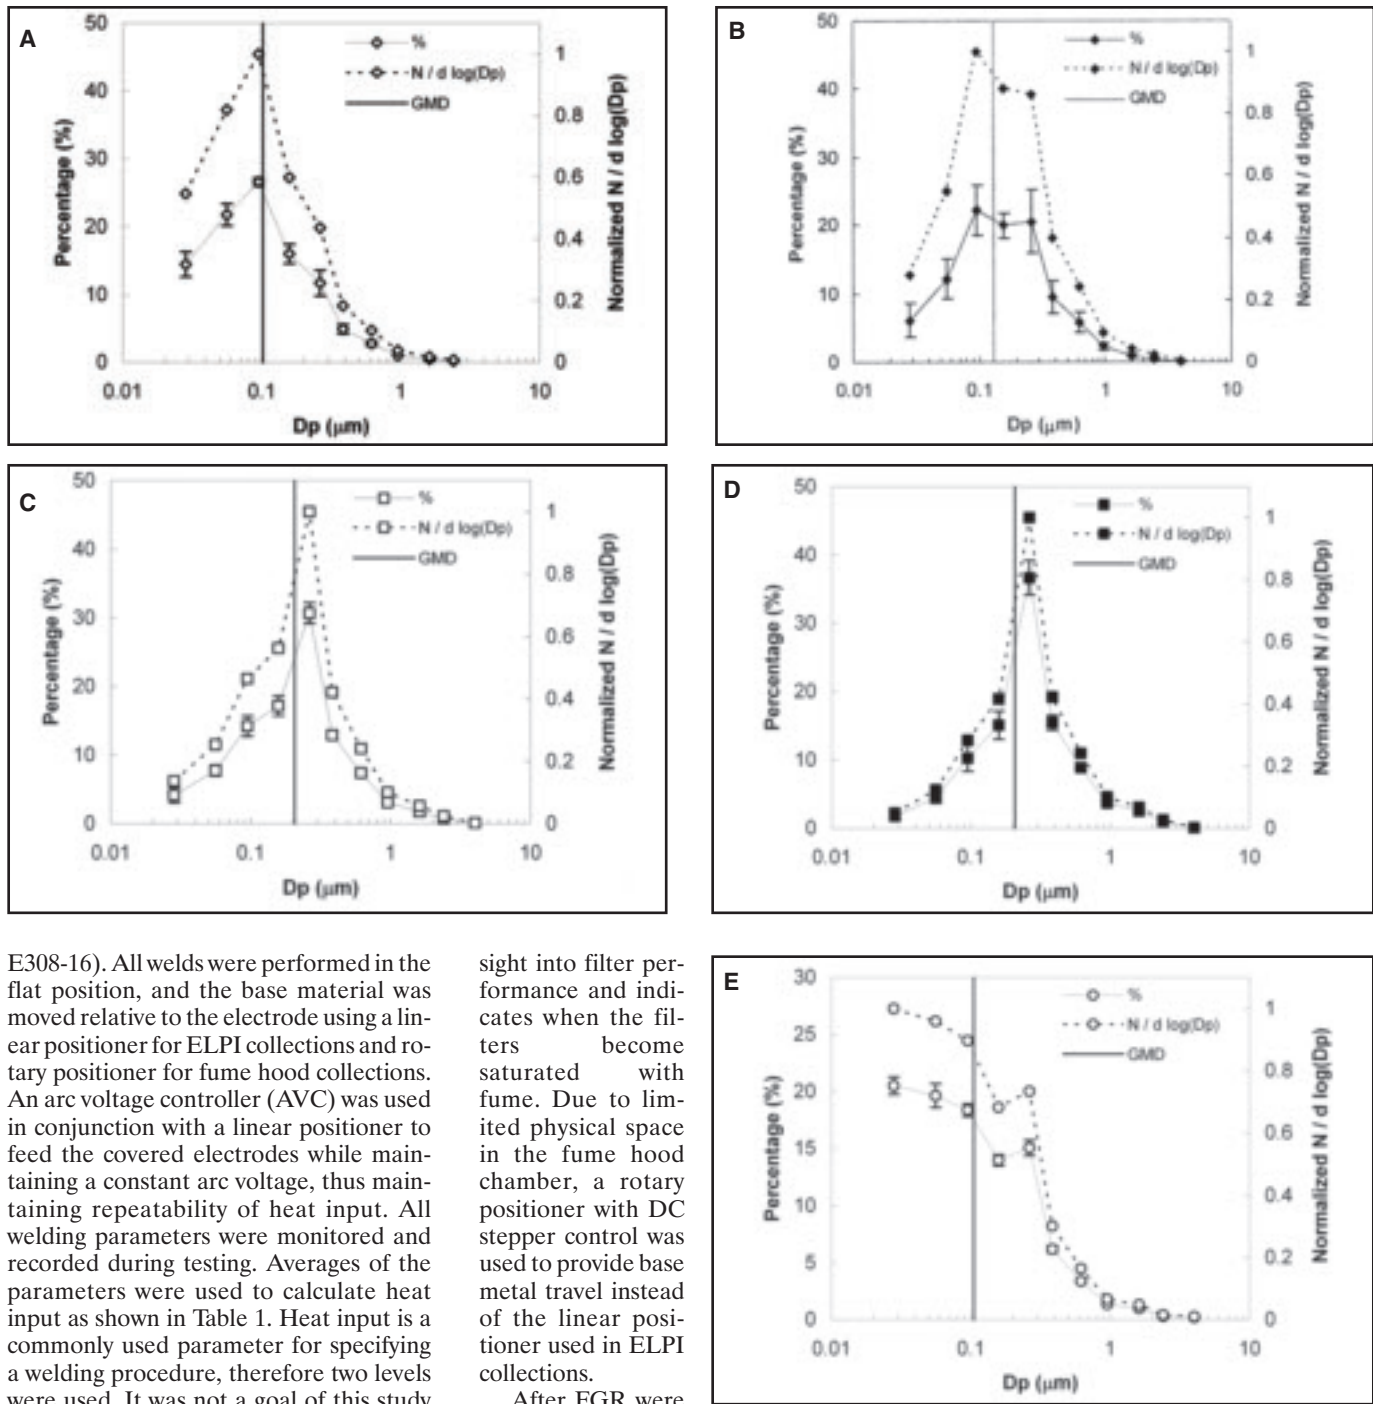 A
50
40
30
20
10
0
Percentage (%)
%
N / d log(Dp)
GMD
1
0.8
0.6
0.4
0.2
0
Normalized N / d log(Dp)
0.01 0.1 1 10
Dp (μm)
B
50
40
30
20
10
0
Percentage (%)
%
N / d log(Dp)
GMD
1
0.8
0.6
0.4
0.2
0
Normalized N / d log(Dp)
0.01 0.1 1 10
Dp (μm)
C
50
40
30
20
10
0
Percentage (%)
%
N / d log(Dp)
GMD
1
0.8
0.6
0.4
0.2
0
Normalized N / d log(Dp)
0.01 0.1 1 10
Dp (μm)
D
50
40
30
20
10
0
Percentage (%)
%
N / d log(Dp)
GMD
1
0.8
0.6
0.4
0.2
0
Normalized N / d log(Dp)
0.01 0.1 1 10
Dp (μm)
E308-16). All welds were performed in the
flat position, and the base material was
moved relative to the electrode using a lin-
ear positioner for ELPI collections and ro-
tary positioner for fume hood collections.
An arc voltage controller (AVC) was used
in conjunction with a linear positioner to
feed the covered electrodes while main-
taining a constant arc voltage, thus main-
taining repeatability of heat input. All
welding parameters were monitored and
recorded during testing. Averages of the
parameters were used to calculate heat
input as shown in Table 1. Heat input is a
commonly used parameter for specifying
a welding procedure, therefore two levels
were used. It was not a goal of this study
sight into filter per-
formance and indi-
cates when the fil-
ters become
saturated with
fume. Due to lim-
ited physical space
in the fume hood
chamber, a rotary
positioner with DC
stepper control was
used to provide base
metal travel instead
of the linear posi-
tioner used in ELPI
collections.
After FGR were
E
30
25
20
15
10
5
0
Percentage (%)
%
N / d log(Dp)
GMD
1
0.8
0.6
0.4
0.2
0
Normalized N / d log(Dp)
0.01 0.1 1 10
Dp (μm)